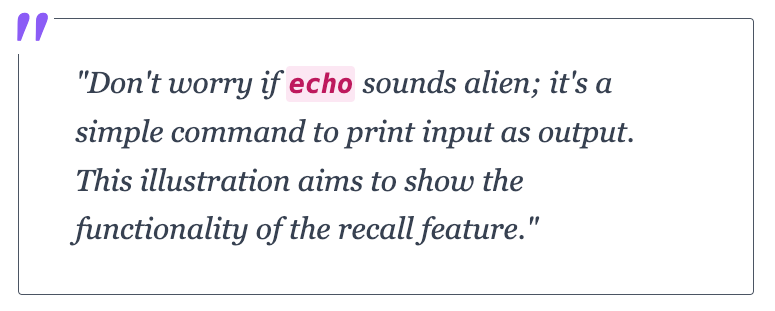 "Don't worry if echo sounds alien; it's a
simple command to print input as output.
This illustration aims to show the
functionality of the recall feature."